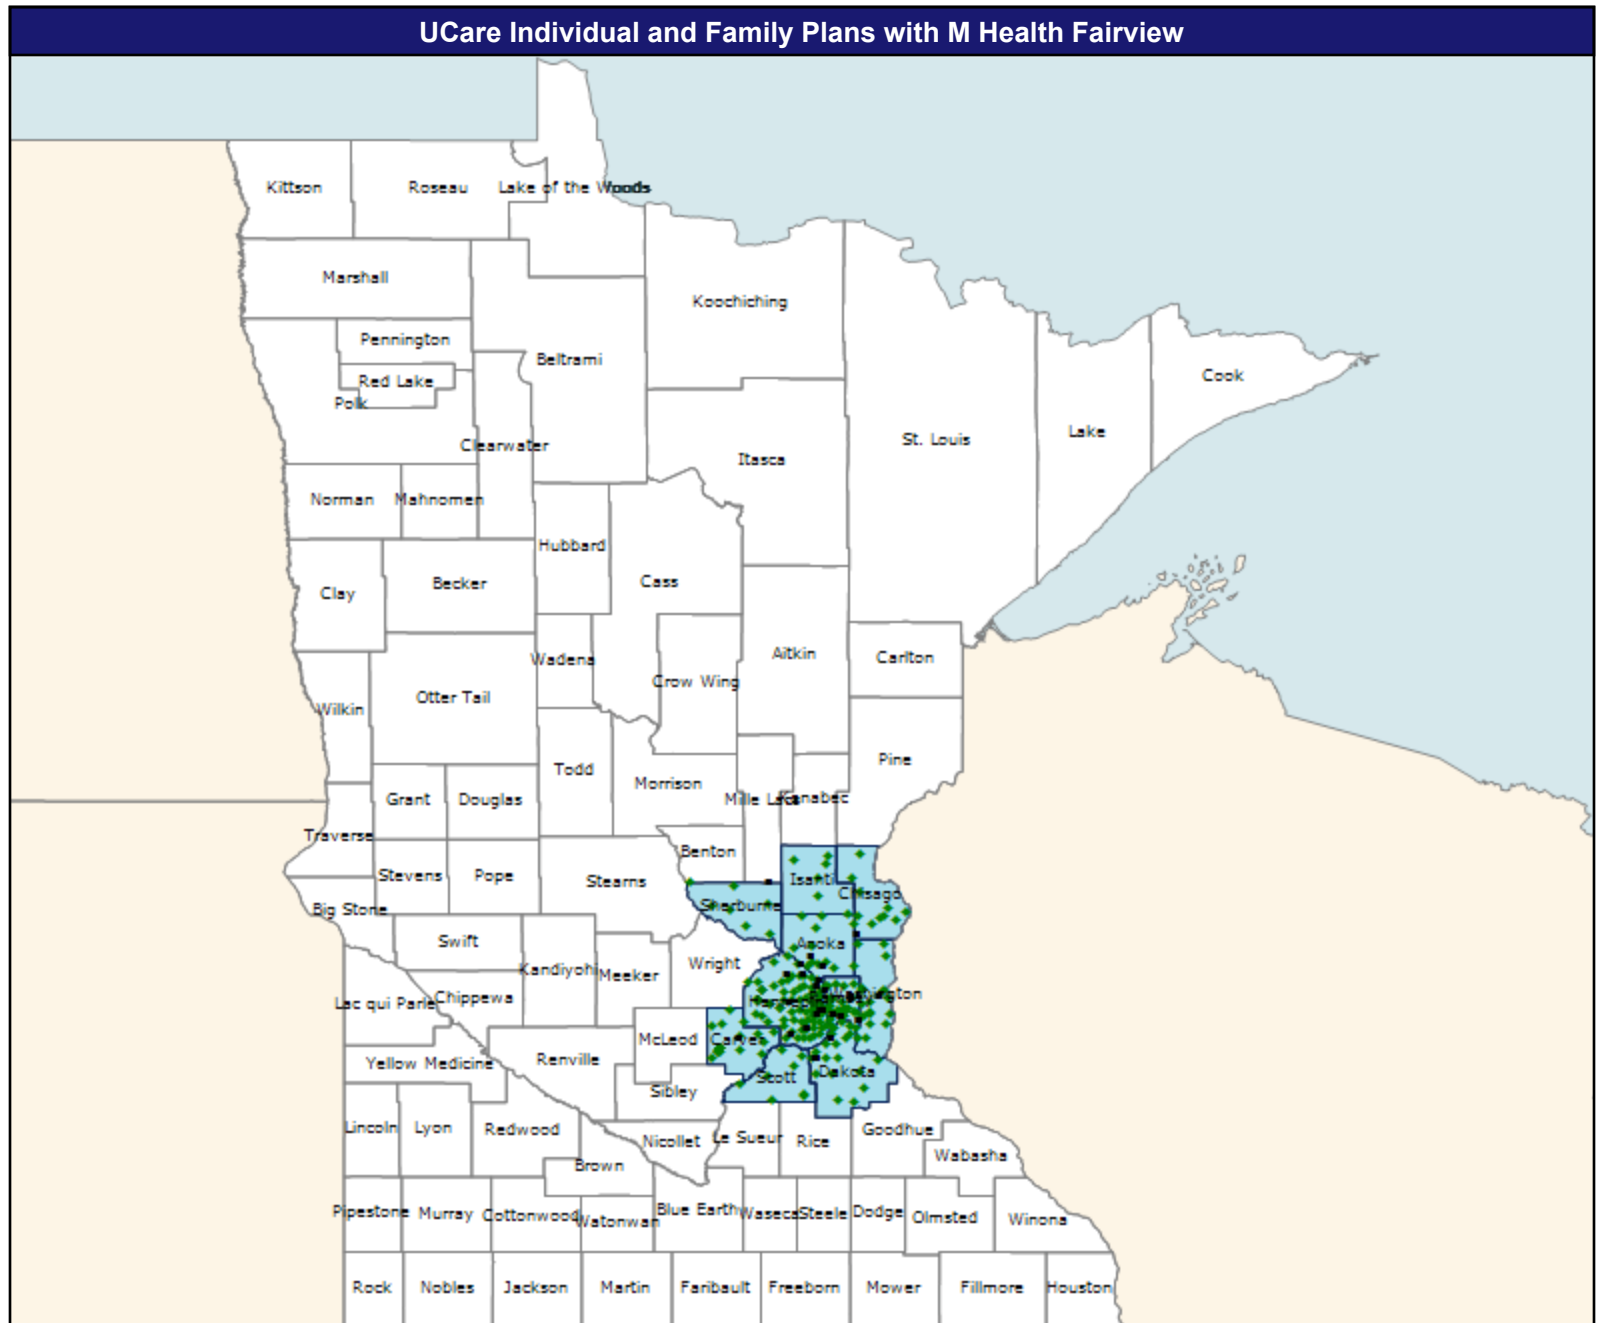 UCare Individual and Family Plans with M Health Fairview
Kittson
Roseau
Lake of the Woods
Marshall
Koochiching
Pennington
Beltrami
Red Lake
Cook
Polk
Lake
St. Louis
Clearwater
Itasca
Norman
Mahnomen
Hubbard
Cass
Becker
Clay
Aitkin
Carlton
Wadena
Crow Wing
Otter Tail
Wilkin
Pine
Todd
Morrison
Grant
Douglas
Mille Lacs
Kanabec
Traverse
Benton
Stevens
Pope
Stearns
Isanti
Chisago
Sherburne
Big Stone
Swift
Anoka
Wright
Kandiyohi
Meeker
Washington
Chippewa
Lac qui Parle
McLeod
Carver
Renville
Yellow Medicine
Dakota
Scott
Sibley
Lincoln
Lyon
Redwood
Goodhue
Le Sueur
Rice
Nicollet
Wabasha
Brown
Pipestone
Murray
Cottonwood
Watonwan
Blue Earth
Waseca
Steele
Dodge
Olmsted
Winona
Rock
Nobles
Jackson
Martin
Faribault
Freeborn
Mower
Fillmore
Houston